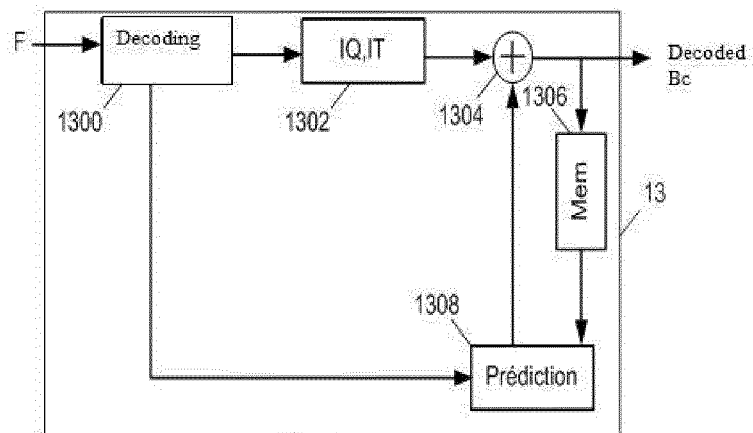 F
Decoding
IQ,IT
Decoded
Bc
1300
1302
1304
1306
Mem
13
1308
Prédiction